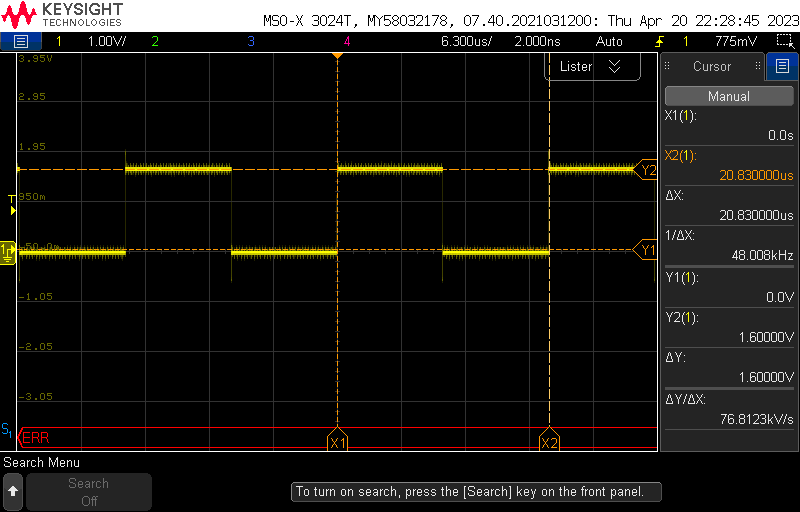 KEYSIGHT
TECHNOLOGIES
MSO-X 3024T, MY58032178, 07.40.2021031200: Thu Apr 20 22:28:45 2023
1 1.00V/ 2 3 4 6.300us/ 2.000ns Auto 1 775mV
3.95V
Lister
Cursor
2.95
Manual
X1(1):
0.0s
1.95
X2(1):
20.830000us
Y2
T
950m
ΔX:
20.830000us
1/ΔX:
1
-50.0m
Y1
48.008kHz
Y1(1):
-1.05
0.0V
Y2(1):
1.60000V
-2.05
ΔY:
1.60000V
-3.05
ΔY/ΔX:
76.8123kV/s
S1
ERR
X1
X2
Search Menu
Search
Off
To turn on search, press the [Search] key on the front panel.